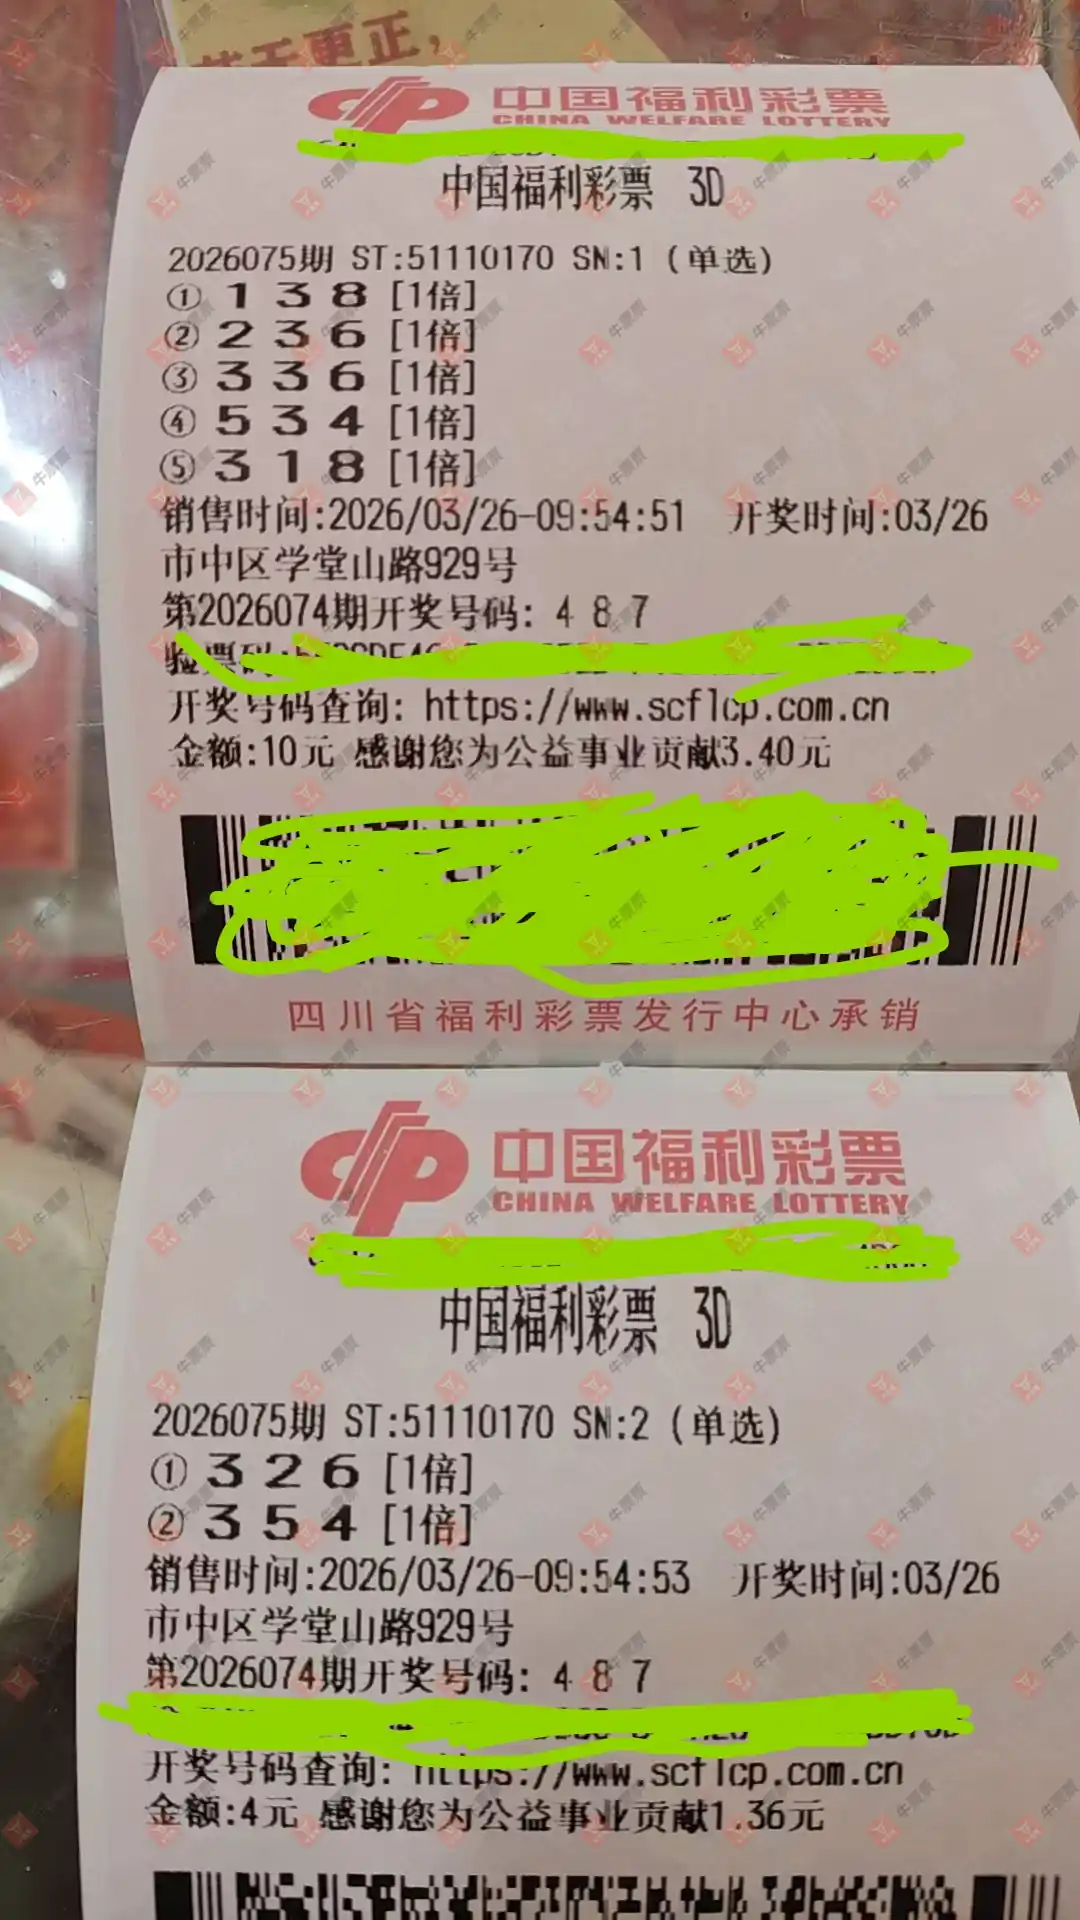 若无更正，
中国福利彩票
CHINA WELFARE LOTTERY
中国福利彩票 3D
2026075期 ST:51110170 SN:1 (单选)
① 1 3 8 [1倍]
② 2 3 6 [1倍]
③ 3 3 6 [1倍]
④ 5 3 4 [1倍]
⑤ 3 1 8 [1倍]
销售时间:2026/03/26-09:54:51 开奖时间:03/26
市中区学堂山路929号
第2026074期开奖号码: 4 8 7
验票码:
开奖号码查询: https://www.scflcp.com.cn
金额:10元 感谢您为公益事业贡献3.40元
四川省福利彩票发行中心承销
中国福利彩票
CHINA WELFARE LOTTERY
中国福利彩票 3D
2026075期 ST:51110170 SN:2 (单选)
① 3 2 6 [1倍]
② 3 5 4 [1倍]
销售时间:2026/03/26-09:54:53 开奖时间:03/26
市中区学堂山路929号
第2026074期开奖号码: 4 8 7
开奖号码查询: https://www.scflcp.com.cn
金额:4元 感谢您为公益事业贡献1.36元
牛票票